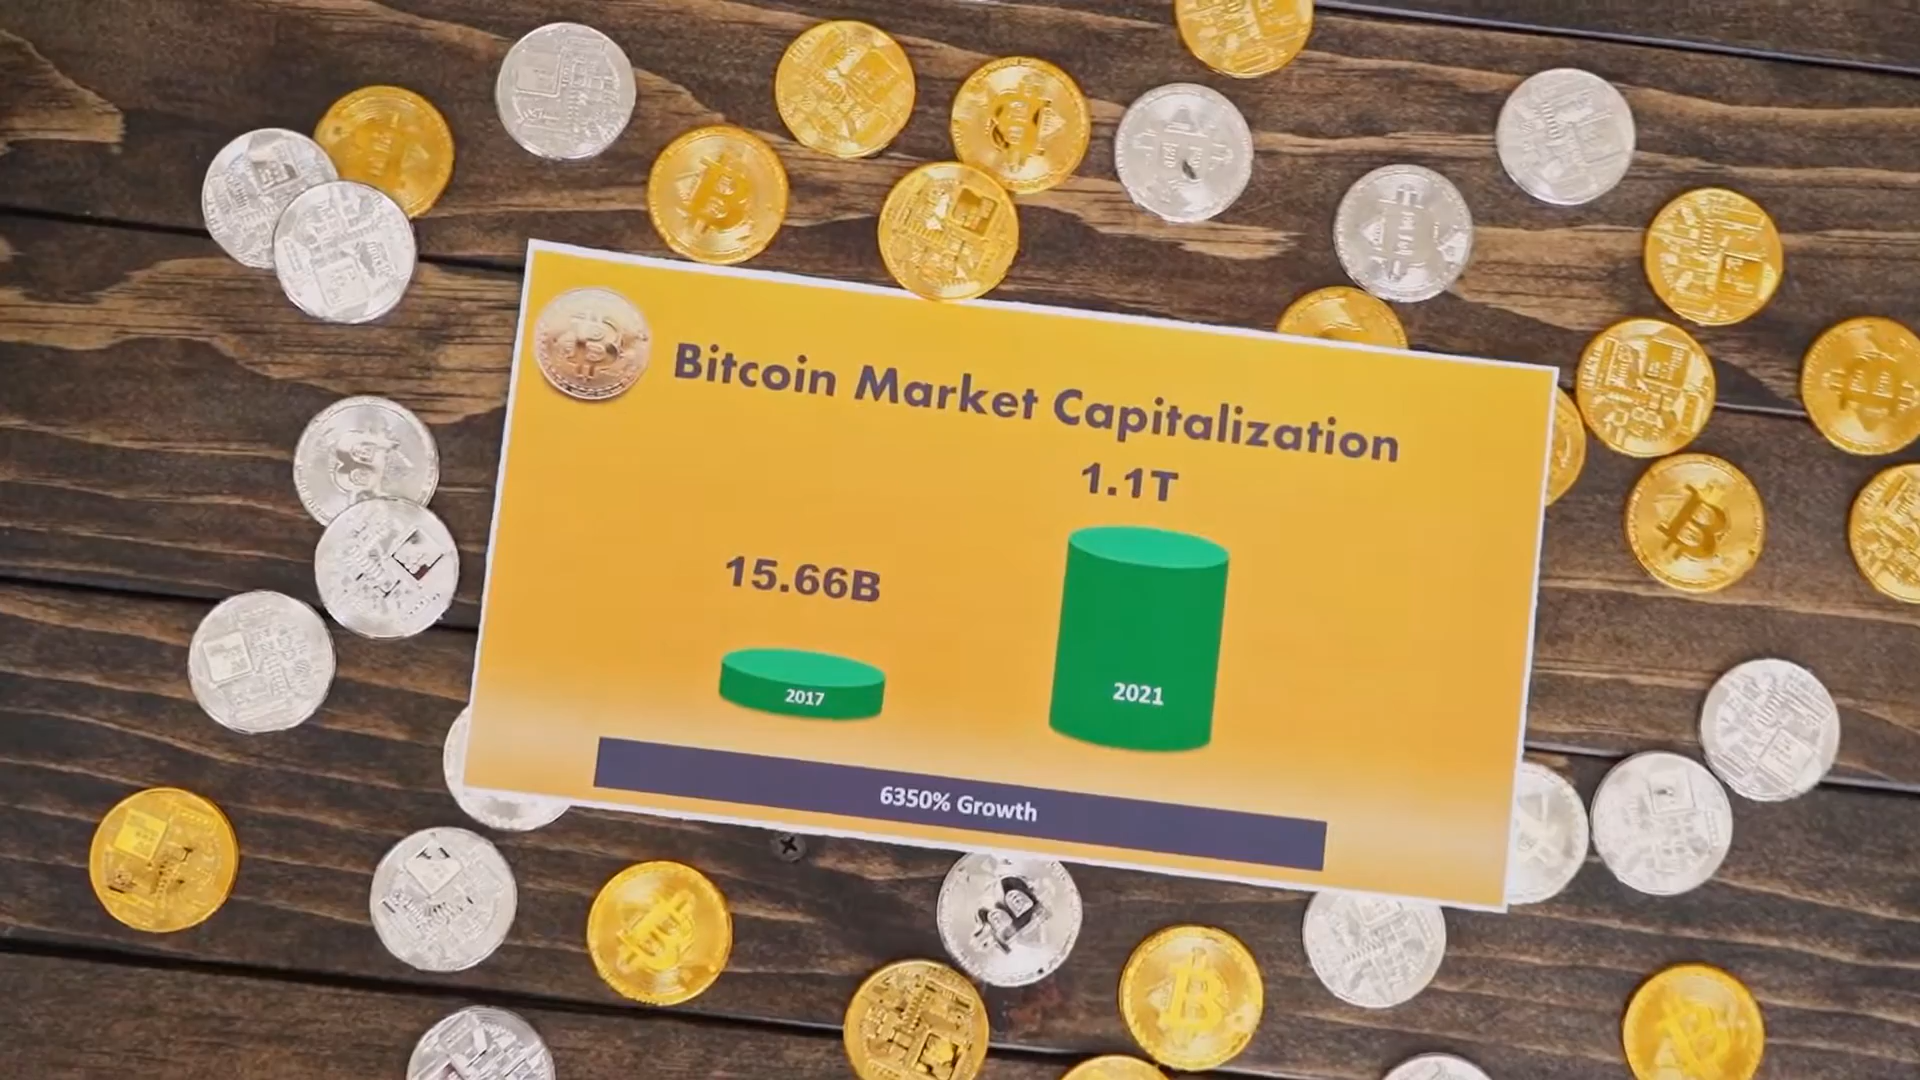 Bitcoin Market Capitalization
1.1T
15.66B
2017
2021
6350% Growth